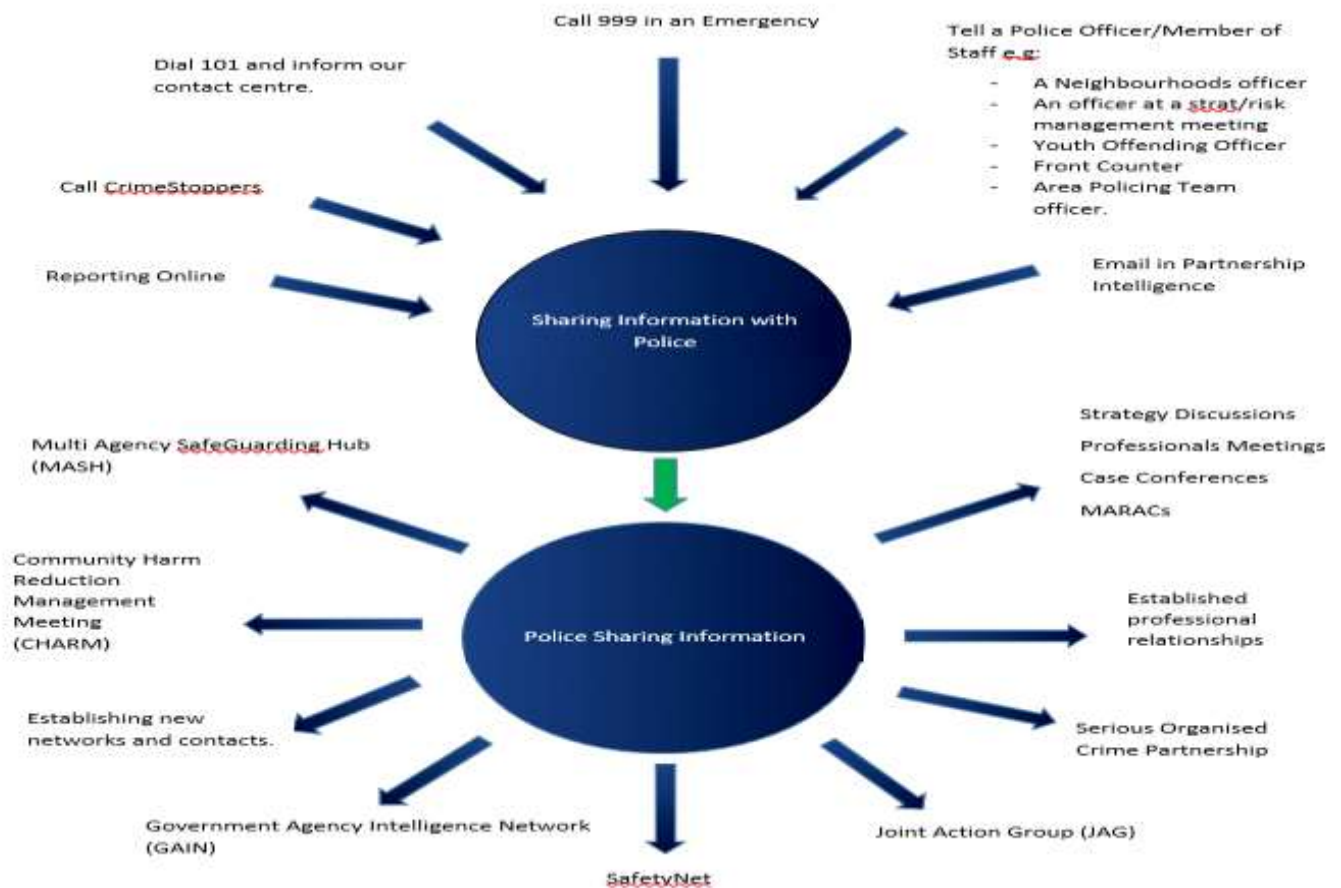 Call 999 in an Emergency
Tell a Police Officer/Member of
Staff e.g:
- A Neighbourhoods officer
- An officer at a strat/risk
management meeting
- Youth Offending Officer
- Front Counter
- Area Policing Team
officer.
Dial 101 and inform our
contact centre.
Call CrimeStoppers
Reporting Online
Email in Partnership
Intelligence
Sharing Information with
Police
Strategy Discussions
Professionals Meetings
Case Conferences
MARACs
Multi Agency SafeGuarding Hub
(MASH)
Community Harm
Reduction
Management
Meeting
(CHARM)
Police Sharing Information
Established
professional
relationships
Establishing new
networks and contacts.
Serious Organised
Crime Partnership
Government Agency Intelligence Network
(GAIN)
Joint Action Group (JAG)
SafetyNet